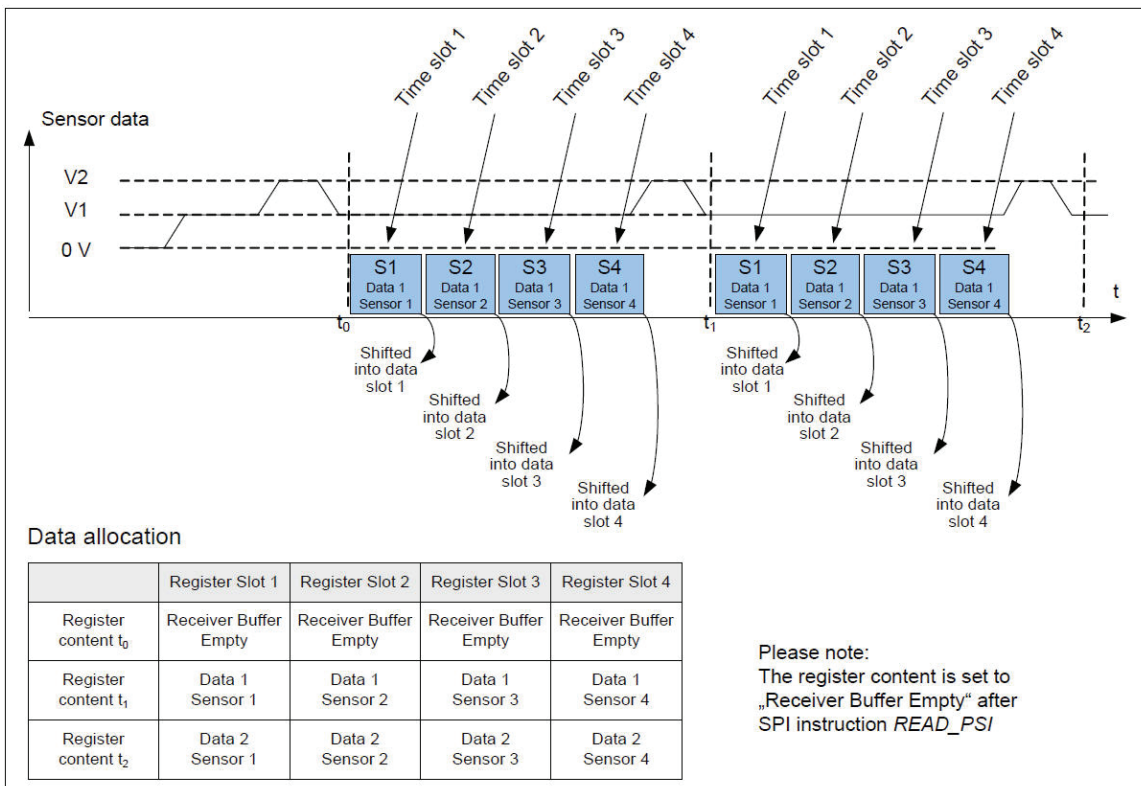 Time slot 1
Time slot 2
Time slot 3
Time slot 4
Time slot 1
Time slot 2
Time slot 3
Time slot 4
Sensor data
V2
V1
0 V
S1 S2 S3 S4 S1 S2 S3 S4
Data 1 Data 1 Data 1 Data 1 Data 1 Data 1 Data 1 Data 1
Sensor 1 Sensor 2 Sensor 3 Sensor 4 Sensor 1 Sensor 2 Sensor 3 Sensor 4
t
t₀ t₁ t₂
Shifted
into data
slot 1
Shifted
into data
slot 2
Shifted
into data
slot 3
Shifted
into data
slot 4
Shifted
into data
slot 1
Shifted
into data
slot 2
Shifted
into data
slot 3
Shifted
into data
slot 4
Data allocation
Register Slot 1 Register Slot 2 Register Slot 3 Register Slot 4
Register Receiver Buffer Receiver Buffer Receiver Buffer Receiver Buffer
content t₀ Empty Empty Empty Empty
Register Data 1 Data 1 Data 1 Data 1
content t₁ Sensor 1 Sensor 2 Sensor 3 Sensor 4
Register Data 2 Data 2 Data 2 Data 2
content t₂ Sensor 1 Sensor 2 Sensor 3 Sensor 4
Please note:
The register content is set to
„Receiver Buffer Empty“ after
SPI instruction READ_PSI